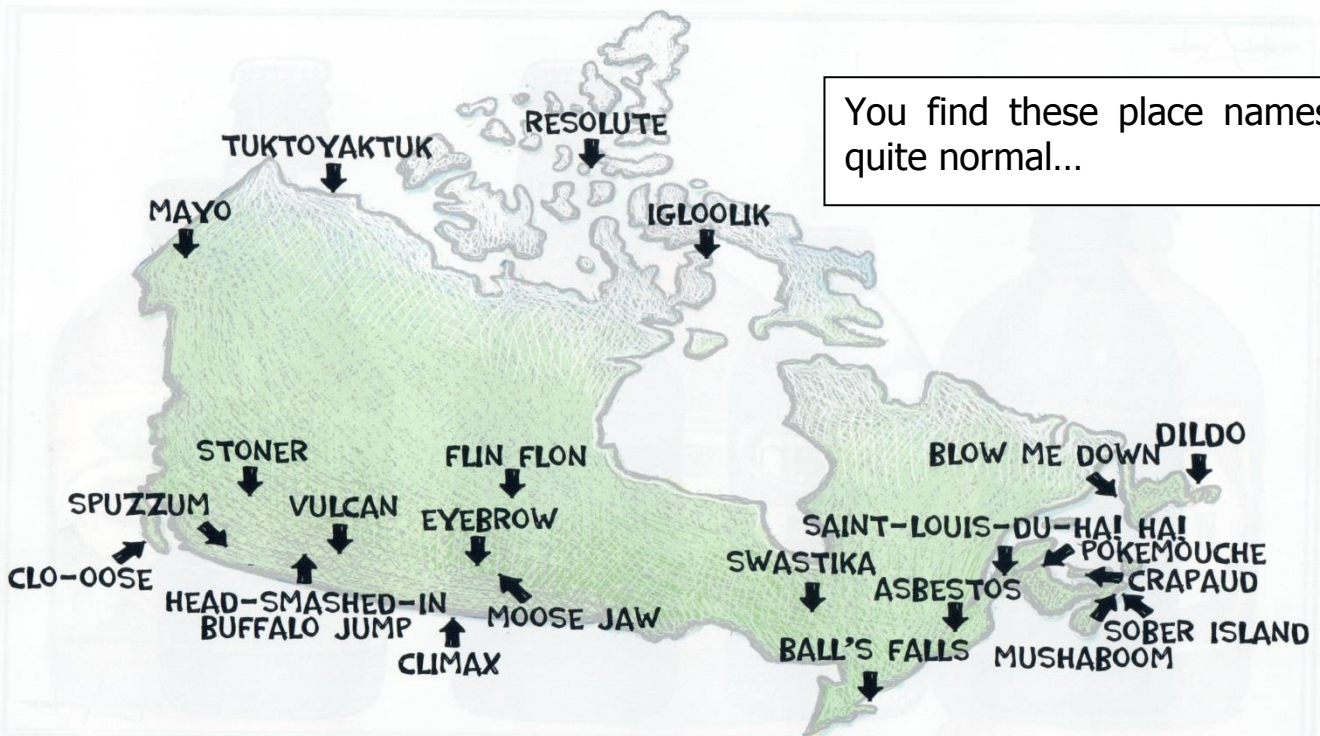 You find these place names
quite normal...
RESOLUTE
TUKTOYAKTUK
MAYO
IGLOOLIK
STONER
FLIN FLON
BLOW ME DOWN
DILDO
SPUZZUM
VULCAN
EYEBROW
SAINT-LOUIS-DU-HA! HA!
POKEMOUCHE
SWASTIKA
CLO-OOSE
ASBESTOS
CRAPAUD
HEAD-SMASHED-IN
BUFFALO JUMP
MOOSE JAW
SOBER ISLAND
BALL'S FALLS
MUSHABOOM
CLIMAX